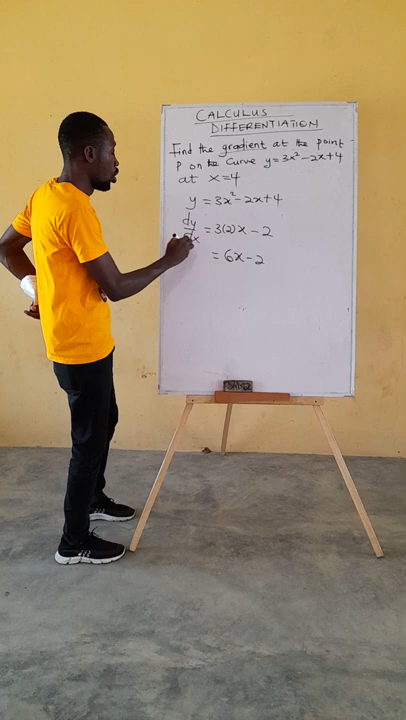 CALCULUS
DIFFERENTIATION
Find the gradient at the point
P on the curve y=3x²-2x+4
at x=4
y = 3x²-2x+4
dy/dx = 3(2)x - 2
= 6x-2